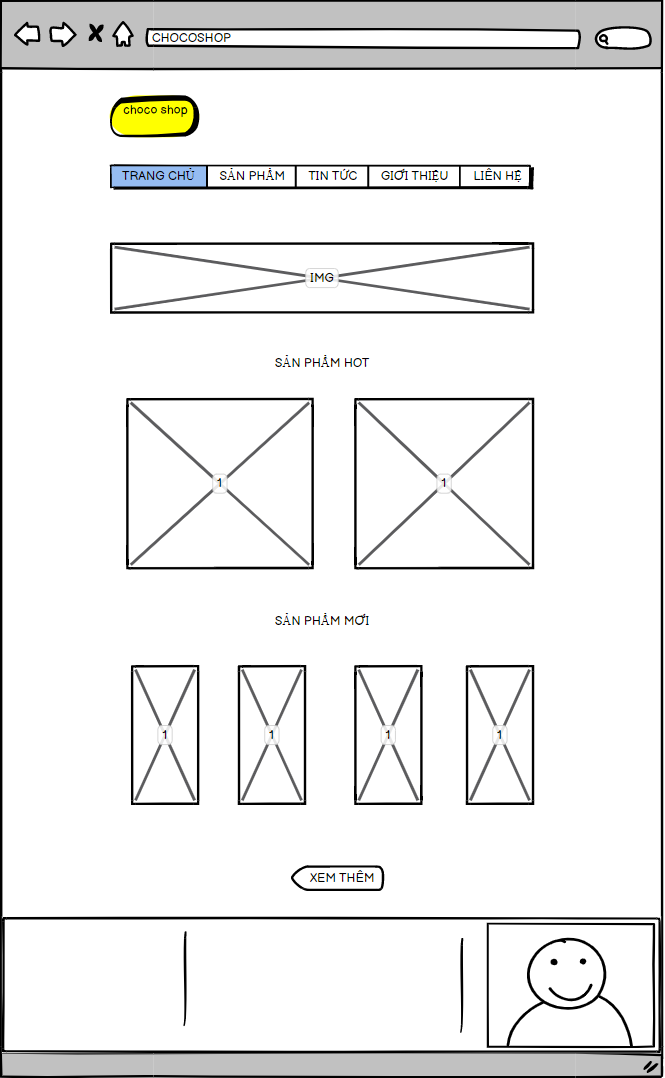 CHOCOSHOP
choco shop
TRANG CHỦ SẢN PHẨM TIN TỨC GIỚI THIỆU LIÊN HỆ
IMG
SẢN PHẨM HOT
1 1
SẢN PHẨM MỚI
1 1 1 1
XEM THÊM